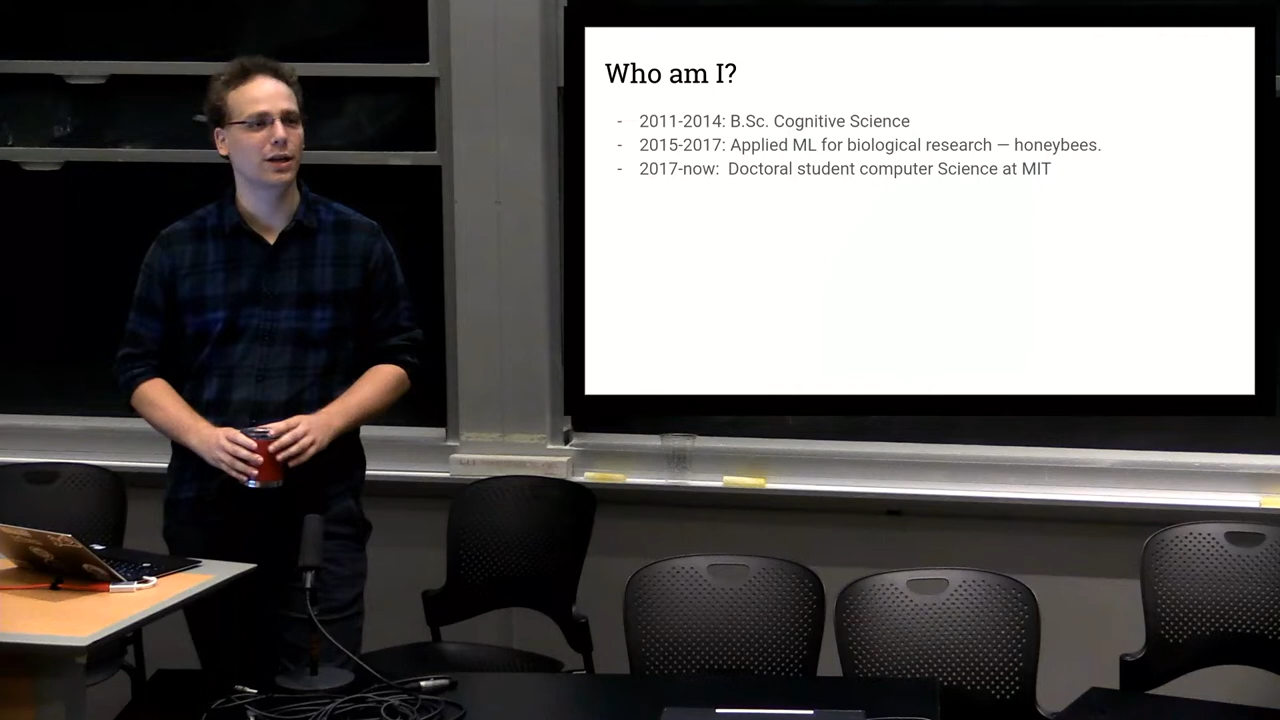 Who am I?
- 2011-2014: B.Sc. Cognitive Science
- 2015-2017: Applied ML for biological research — honeybees.
- 2017-now: Doctoral student computer Science at MIT